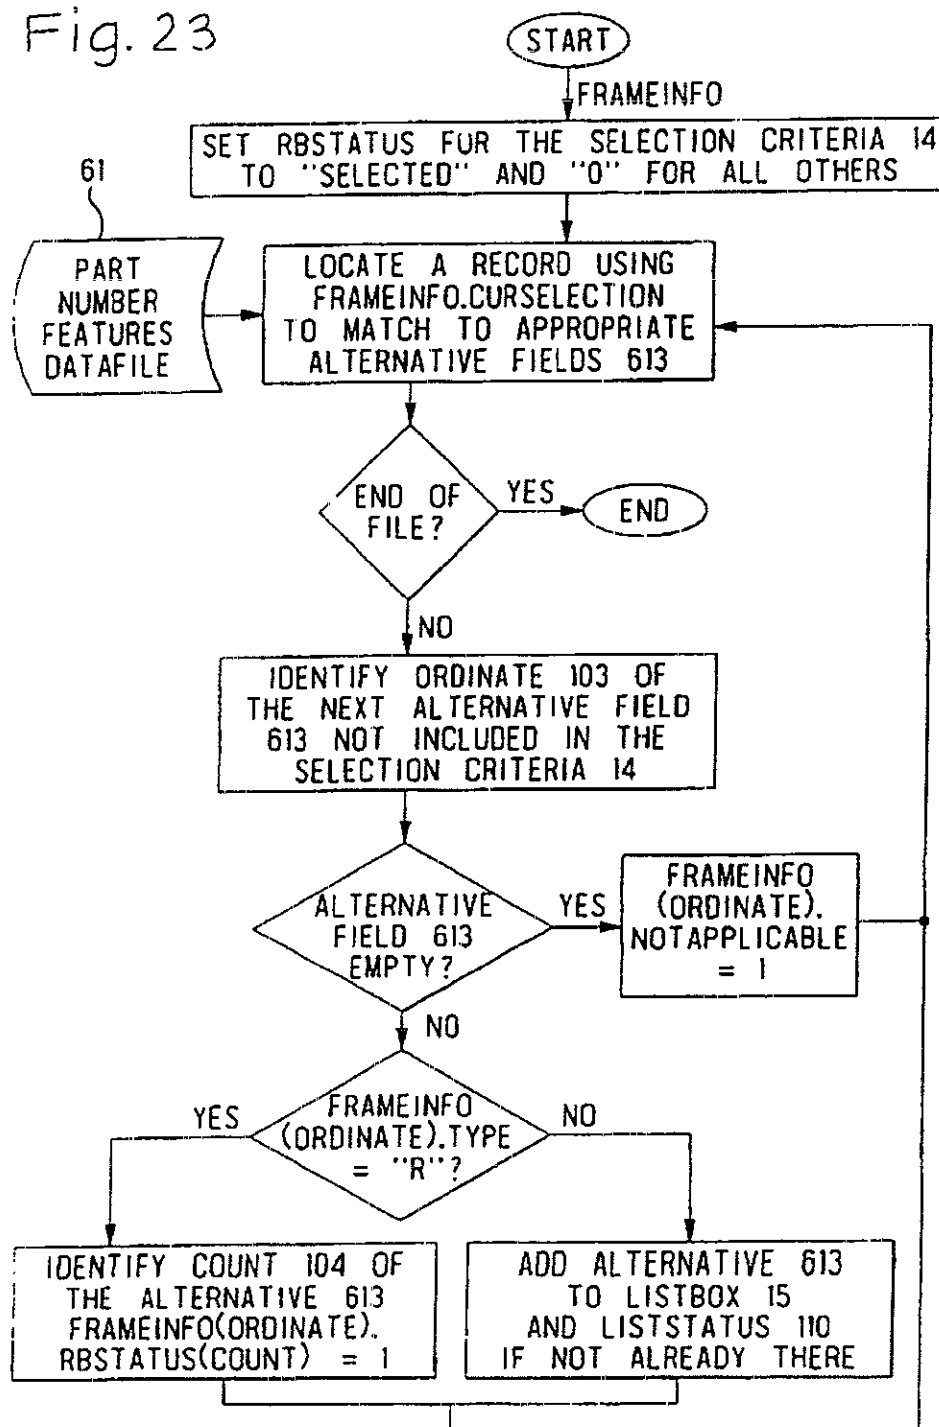 Fig. 23
START
FRAMEINFO
SET RBSTATUS FOR THE SELECTION CRITERIA 14
TO "SELECTED" AND "0" FOR ALL OTHERS
61
PART
NUMBER
FEATURES
DATAFILE
LOCATE A RECORD USING
FRAMEINFO.CURSELECTION
TO MATCH TO APPROPRIATE
ALTERNATIVE FIELDS 613
END OF
FILE?
YES
END
NO
IDENTIFY ORDINATE 103 OF
THE NEXT ALTERNATIVE FIELD
613 NOT INCLUDED IN THE
SELECTION CRITERIA 14
ALTERNATIVE
FIELD 613
EMPTY?
YES
FRAMEINFO
(ORDINATE).
NOTAPPLICABLE
= 1
NO
FRAMEINFO
(ORDINATE).TYPE
= "R"?
YES
NO
IDENTIFY COUNT 104 OF
THE ALTERNATIVE 613
FRAMEINFO(ORDINATE).
RBSTATUS(COUNT) = 1
ADD ALTERNATIVE 613
TO LISTBOX 15
AND LISTSTATUS 110
IF NOT ALREADY THERE